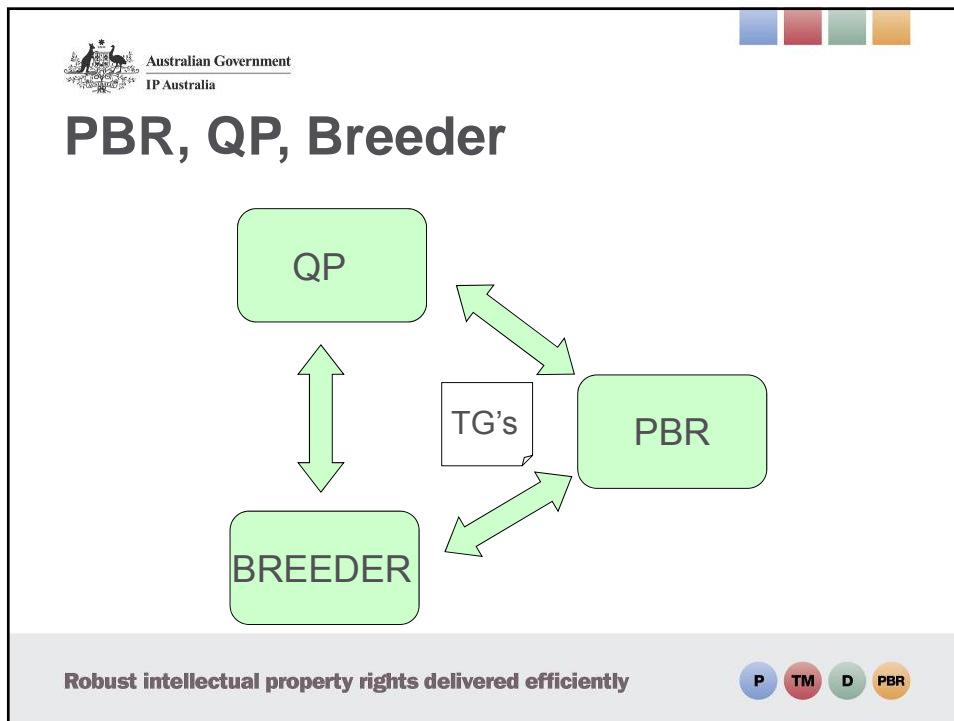 Australian Government
IP Australia
PBR, QP, Breeder
QP
TG's
PBR
BREEDER
Robust intellectual property rights delivered efficiently
P TM D PBR